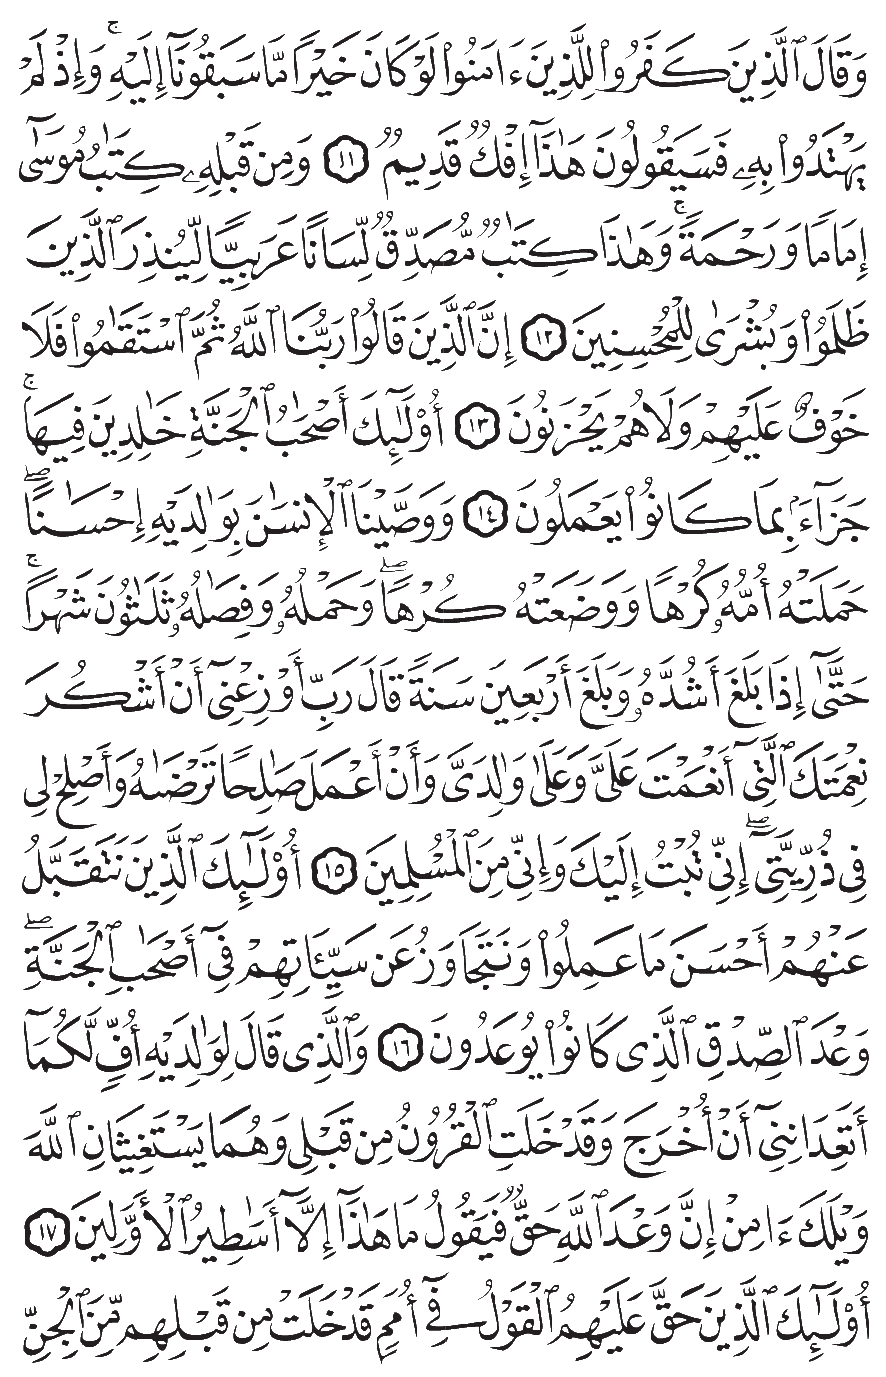 وَقَالَ ٱلَّذِينَ كَفَرُوا۟ لِلَّذِينَ ءَامَنُوا۟ لَوْ كَانَ خَيْرًا مَّا سَبَقُونَآ إِلَيْهِ ۚ وَإِذْ لَمْ
يَهْتَدُوا۟ بِهِۦ فَسَيَقُولُونَ هَٰذَآ إِفْكٌ قَدِيمٌ ١١ وَمِن قَبْلِهِۦ كِتَٰبُ مُوسَىٰٓ
إِمَامًا وَرَحْمَةً ۚ وَهَٰذَا كِتَٰبٌ مُّصَدِّقٌ لِّسَانًا عَرَبِيًّا لِّيُنذِرَ ٱلَّذِينَ
ظَلَمُوا۟ وَبُشْرَىٰ لِلْمُحْسِنِينَ ١٢ إِنَّ ٱلَّذِينَ قَالُوا۟ رَبُّنَا ٱللَّهُ ثُمَّ ٱسْتَقَٰمُوا۟ فَلَا
خَوْفٌ عَلَيْهِمْ وَلَا هُمْ يَحْزَنُونَ ١٣ أُو۟لَٰٓئِكَ أَصْحَٰبُ ٱلْجَنَّةِ خَٰلِدِينَ فِيهَا ۚ
جَزَآءًۢ بِمَا كَانُوا۟ يَعْمَلُونَ ١٤ وَوَصَّيْنَا ٱلْإِنسَٰنَ بِوَٰلِدَيْهِ إِحْسَٰنًا ۖ
حَمَلَتْهُ أُمُّهُۥ كُرْهًا وَوَضَعَتْهُ كُرْهًا ۖ وَحَمْلُهُۥ وَفِصَٰلُهُۥ ثَلَٰثُونَ شَهْرًا ۚ
حَتَّىٰٓ إِذَا بَلَغَ أَشُدَّهُۥ وَبَلَغَ أَرْبَعِينَ سَنَةً قَالَ رَبِّ أَوْزِعْنِىٓ أَنْ أَشْكُرَ
نِعْمَتَكَ ٱلَّتِىٓ أَنْعَمْتَ عَلَىَّ وَعَلَىٰ وَٰلِدَىَّ وَأَنْ أَعْمَلَ صَٰلِحًا تَرْضَىٰهُ وَأَصْلِحْ لِى
فِى ذُرِّيَّتِىٓ ۖ إِنِّى تُبْتُ إِلَيْكَ وَإِنِّى مِنَ ٱلْمُسْلِمِينَ ١٥ أُو۟لَٰٓئِكَ ٱلَّذِينَ نَتَقَبَّلُ
عَنْهُمْ أَحْسَنَ مَا عَمِلُوا۟ وَنَتَجَاوَزُ عَن سَيِّـَٔاتِهِمْ فِىٓ أَصْحَٰبِ ٱلْجَنَّةِ ۖ
وَعْدَ ٱلصِّدْقِ ٱلَّذِى كَانُوا۟ يُوعَدُونَ ١٦ وَٱلَّذِى قَالَ لِوَٰلِدَيْهِ أُفٍّ لَّكُمَآ
أَتَعِدَانِنِىٓ أَنْ أُخْرَجَ وَقَدْ خَلَتِ ٱلْقُرُونُ مِن قَبْلِى وَهُمَا يَسْتَغِيثَانِ ٱللَّهَ
وَيْلَكَ ءَامِنْ إِنَّ وَعْدَ ٱللَّهِ حَقٌّ فَيَقُولُ مَا هَٰذَآ إِلَّآ أَسَٰطِيرُ ٱلْأَوَّلِينَ ١٧
أُو۟لَٰٓئِكَ ٱلَّذِينَ حَقَّ عَلَيْهِمُ ٱلْقَوْلُ فِىٓ أُمَمٍ قَدْ خَلَتْ مِن قَبْلِهِم مِّنَ ٱلْجِنِّ